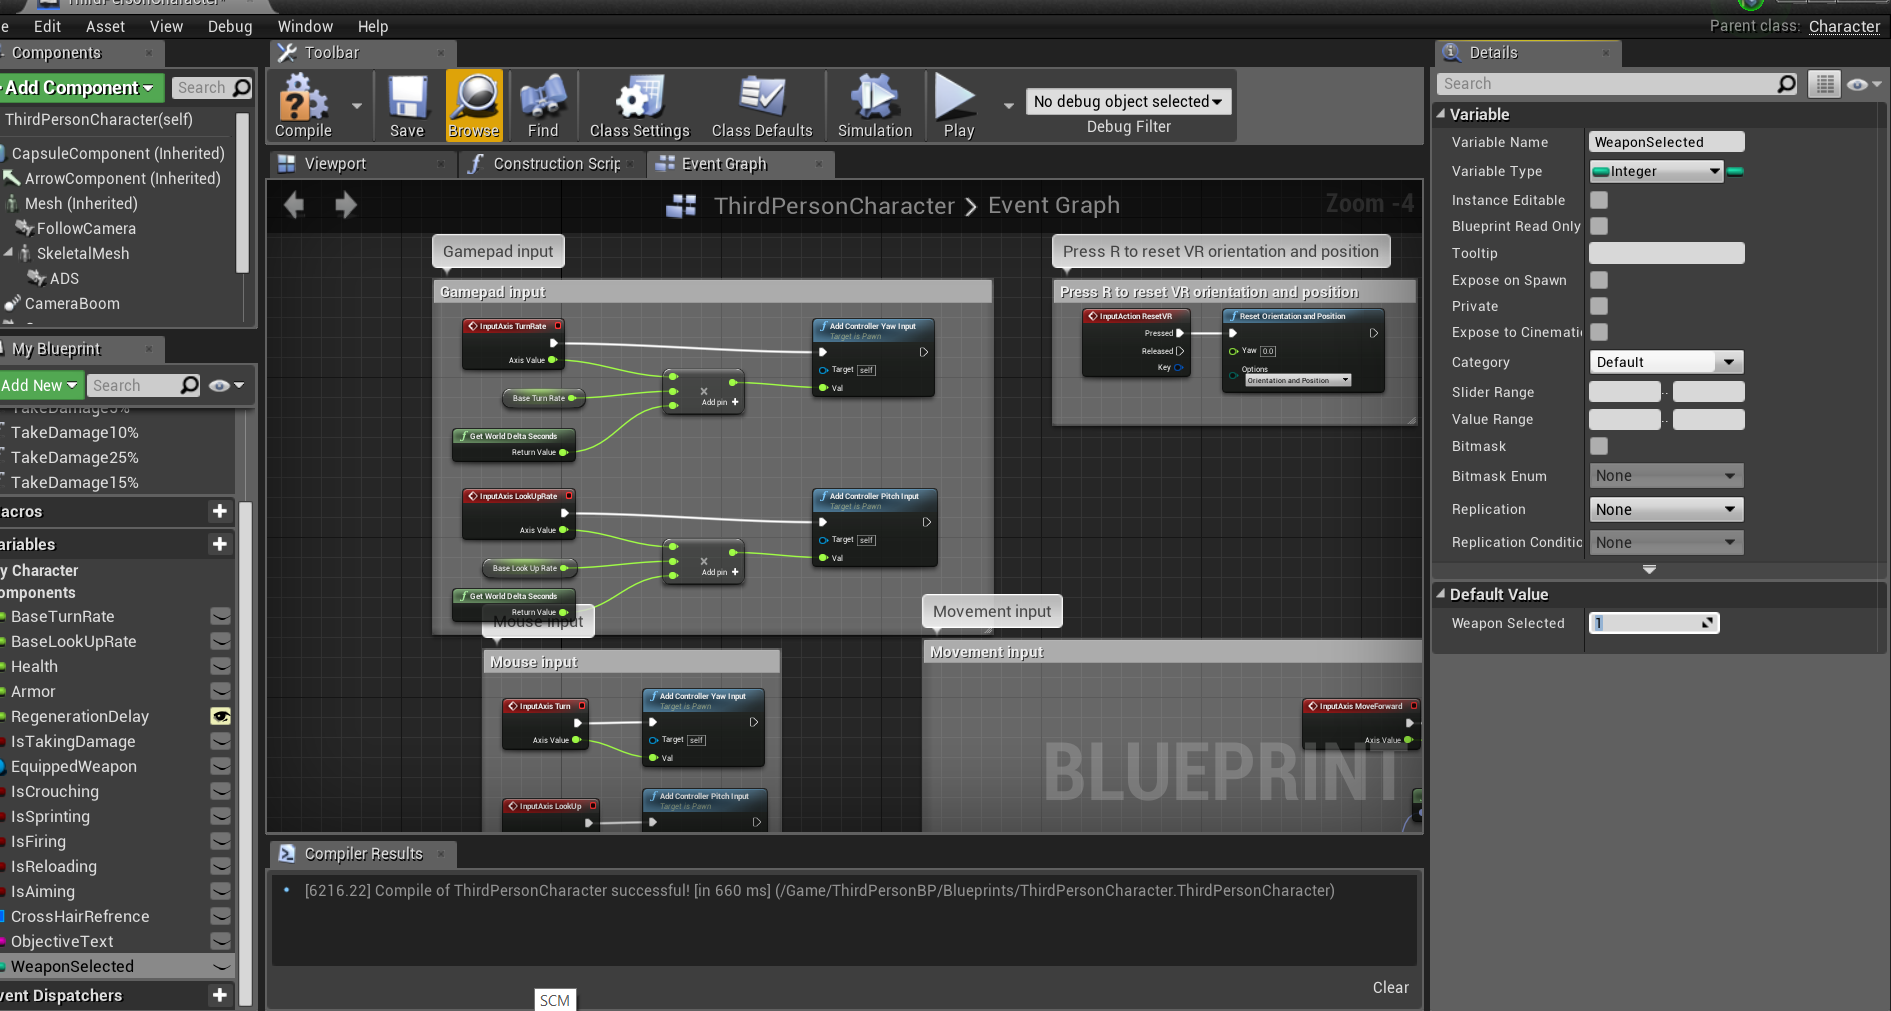 ThirdPersonCharacter
e Edit Asset View Debug Window Help
Parent class: Character
Components
Add Component
Search
ThirdPersonCharacter(self)
CapsuleComponent (Inherited)
ArrowComponent (Inherited)
Mesh (Inherited)
FollowCamera
SkeletalMesh
ADS
CameraBoom
My Blueprint
Add New
Search
TakeDamage5%
TakeDamage10%
TakeDamage25%
TakeDamage15%
acros
ariables
y Character
omponents
BaseTurnRate
BaseLookUpRate
Health
Armor
RegenerationDelay
IsTakingDamage
EquippedWeapon
IsCrouching
IsSprinting
IsFiring
IsReloading
IsAiming
CrossHairRefrence
ObjectiveText
WeaponSelected
vent Dispatchers
Toolbar
Compile
Save
Browse
Find
Class Settings
Class Defaults
Simulation
Play
No debug object selected
Debug Filter
Viewport
Construction Scrip
Event Graph
ThirdPersonCharacter > Event Graph
Zoom -4
Gamepad input
Gamepad input
InputAxis TurnRate
Axis Value
Base Turn Rate
Get World Delta Seconds
Return Value
Add pin
Add Controller Yaw Input
Target is Pawn
Target self
Val
InputAxis LookUpRate
Axis Value
Base Look Up Rate
Get World Delta Seconds
Return Value
Add pin
Add Controller Pitch Input
Target is Pawn
Target self
Val
Press R to reset VR orientation and position
Press R to reset VR orientation and position
InputAction ResetVR
Pressed
Released
Key
Reset Orientation and Position
Yaw 0.0
Options
Orientation and Position
Mouse input
Mouse input
InputAxis Turn
Axis Value
Add Controller Yaw Input
Target is Pawn
Target self
Val
InputAxis LookUp
Add Controller Pitch Input
Target is Pawn
Movement input
Movement input
InputAxis MoveForward
Axis Value
BLUEPRINT
Compiler Results
[6216.22] Compile of ThirdPersonCharacter successful! [in 660 ms] (/Game/ThirdPersonBP/Blueprints/ThirdPersonCharacter.ThirdPersonCharacter)
Clear
SCM
Details
Search
Variable
Variable Name WeaponSelected
Variable Type Integer
Instance Editable
Blueprint Read Only
Tooltip
Expose on Spawn
Private
Expose to Cinemati
Category Default
Slider Range ..
Value Range ..
Bitmask
Bitmask Enum None
Replication None
Replication Conditic None
Default Value
Weapon Selected 1